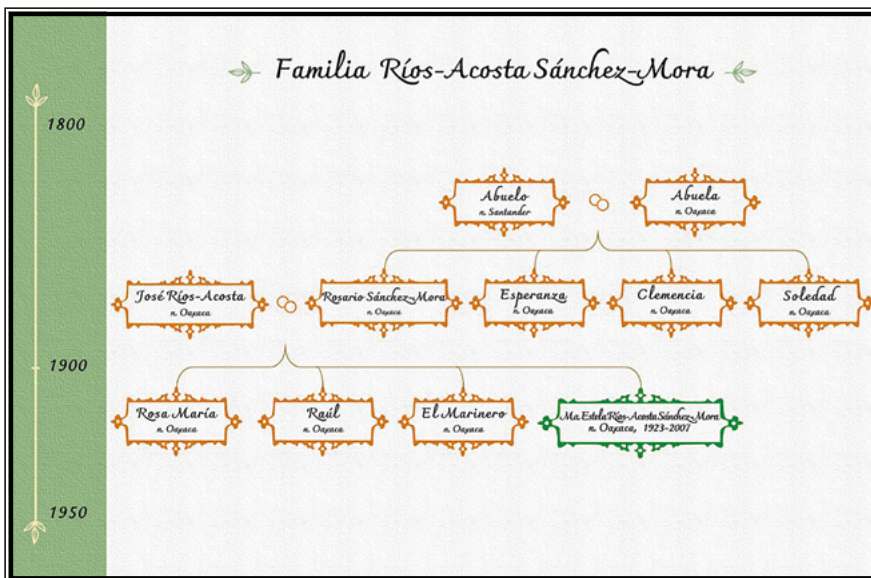 Familia Ríos-Acosta Sánchez-Mora
1800
Abuelo
n. Santander
Abuela
n. Oaxaca
José Ríos-Acosta
n. Oaxaca
Rosario Sánchez-Mora
n. Oaxaca
Esperanza
n. Oaxaca
Clemencia
n. Oaxaca
Soledad
n. Oaxaca
1900
Rosa María
n. Oaxaca
Raúl
n. Oaxaca
El Marinero
n. Oaxaca
Ma. Estela Ríos-Acosta Sánchez-Mora
n. Oaxaca, 1923-2007
1950